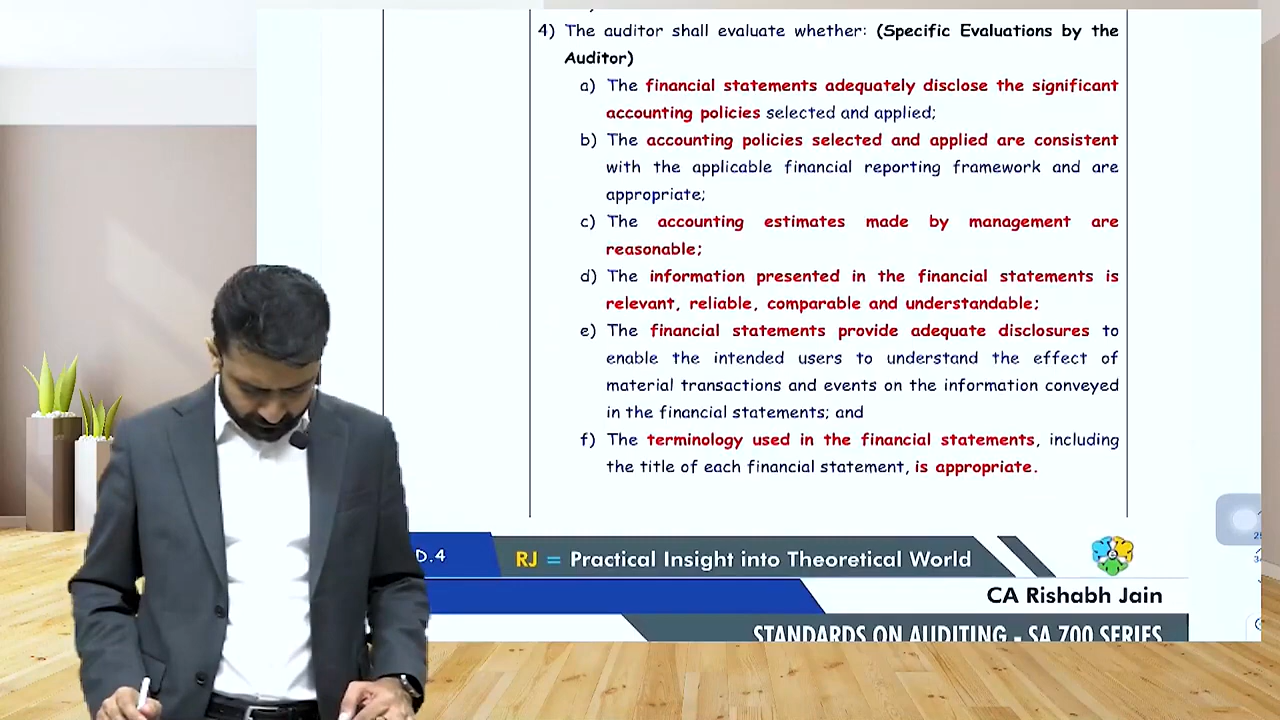 4) The auditor shall evaluate whether: (Specific Evaluations by the
Auditor)
a) The financial statements adequately disclose the significant
accounting policies selected and applied;
b) The accounting policies selected and applied are consistent
with the applicable financial reporting framework and are
appropriate;
c) The accounting estimates made by management are
reasonable;
d) The information presented in the financial statements is
relevant, reliable, comparable and understandable;
e) The financial statements provide adequate disclosures to
enable the intended users to understand the effect of
material transactions and events on the information conveyed
in the financial statements; and
f) The terminology used in the financial statements, including
the title of each financial statement, is appropriate.
D.4
RJ = Practical Insight into Theoretical World
CA Rishabh Jain
STANDARDS ON AUDITING - SA 700 SERIES